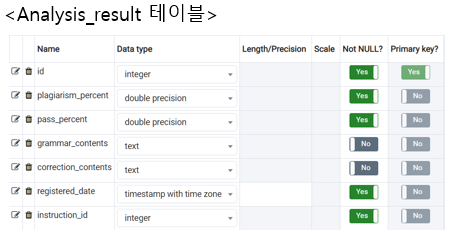 <Analysis_result 테이블>
Name Data type Length/Precision Scale Not NULL? Primary key?
id integer Yes Yes
plagiarism_percent double precision Yes No
pass_percent double precision Yes No
grammar_contents text No No
correction_contents text No No
registered_date timestamp with time zone Yes No
instruction_id integer Yes No